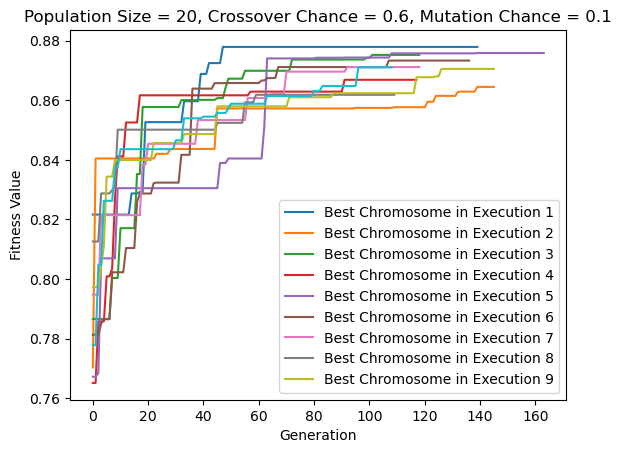 Population Size = 20, Crossover Chance = 0.6, Mutation Chance = 0.1
Fitness Value
0.88
0.86
0.84
0.82
0.80
0.78
0.76
Best Chromosome in Execution 1
Best Chromosome in Execution 2
Best Chromosome in Execution 3
Best Chromosome in Execution 4
Best Chromosome in Execution 5
Best Chromosome in Execution 6
Best Chromosome in Execution 7
Best Chromosome in Execution 8
Best Chromosome in Execution 9
0 20 40 60 80 100 120 140 160
Generation